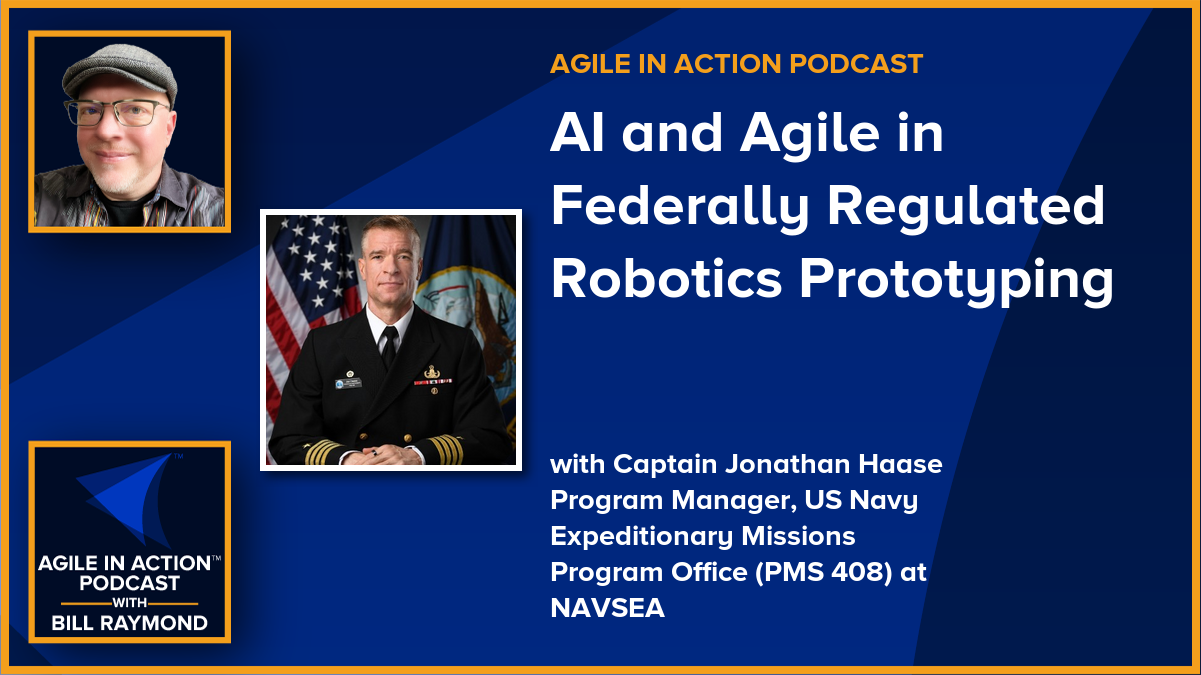 AGILE IN ACTION PODCAST
AI and Agile in
Federally Regulated
Robotics Prototyping
with Captain Jonathan Haase
Program Manager, US Navy
Expeditionary Missions
Program Office (PMS 408) at
NAVSEA
TM
AGILE IN ACTION™
PODCAST
WITH
BILL RAYMOND